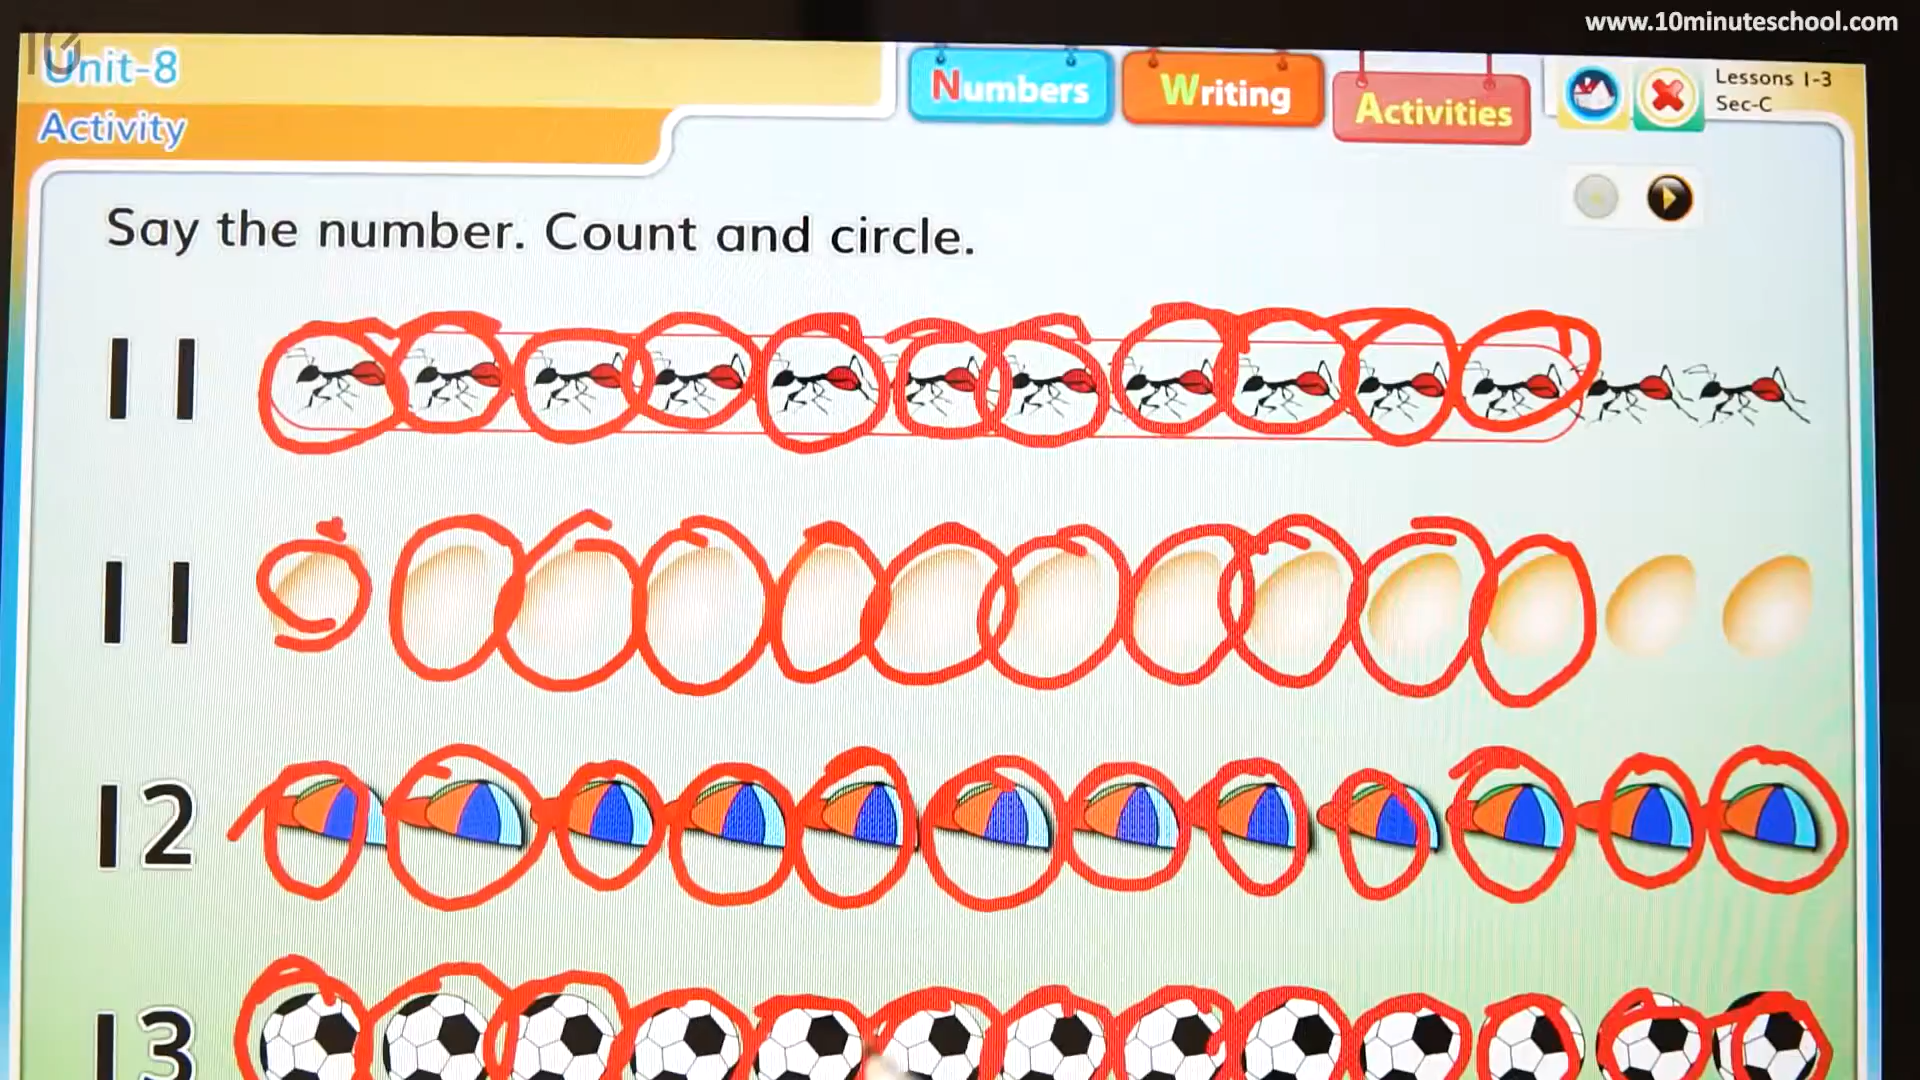 www.10minuteschool.com
Unit-8
Numbers
Writing
Activities
Lessons 1-3
Sec-C
Activity
Say the number. Count and circle.
11
11
12
13